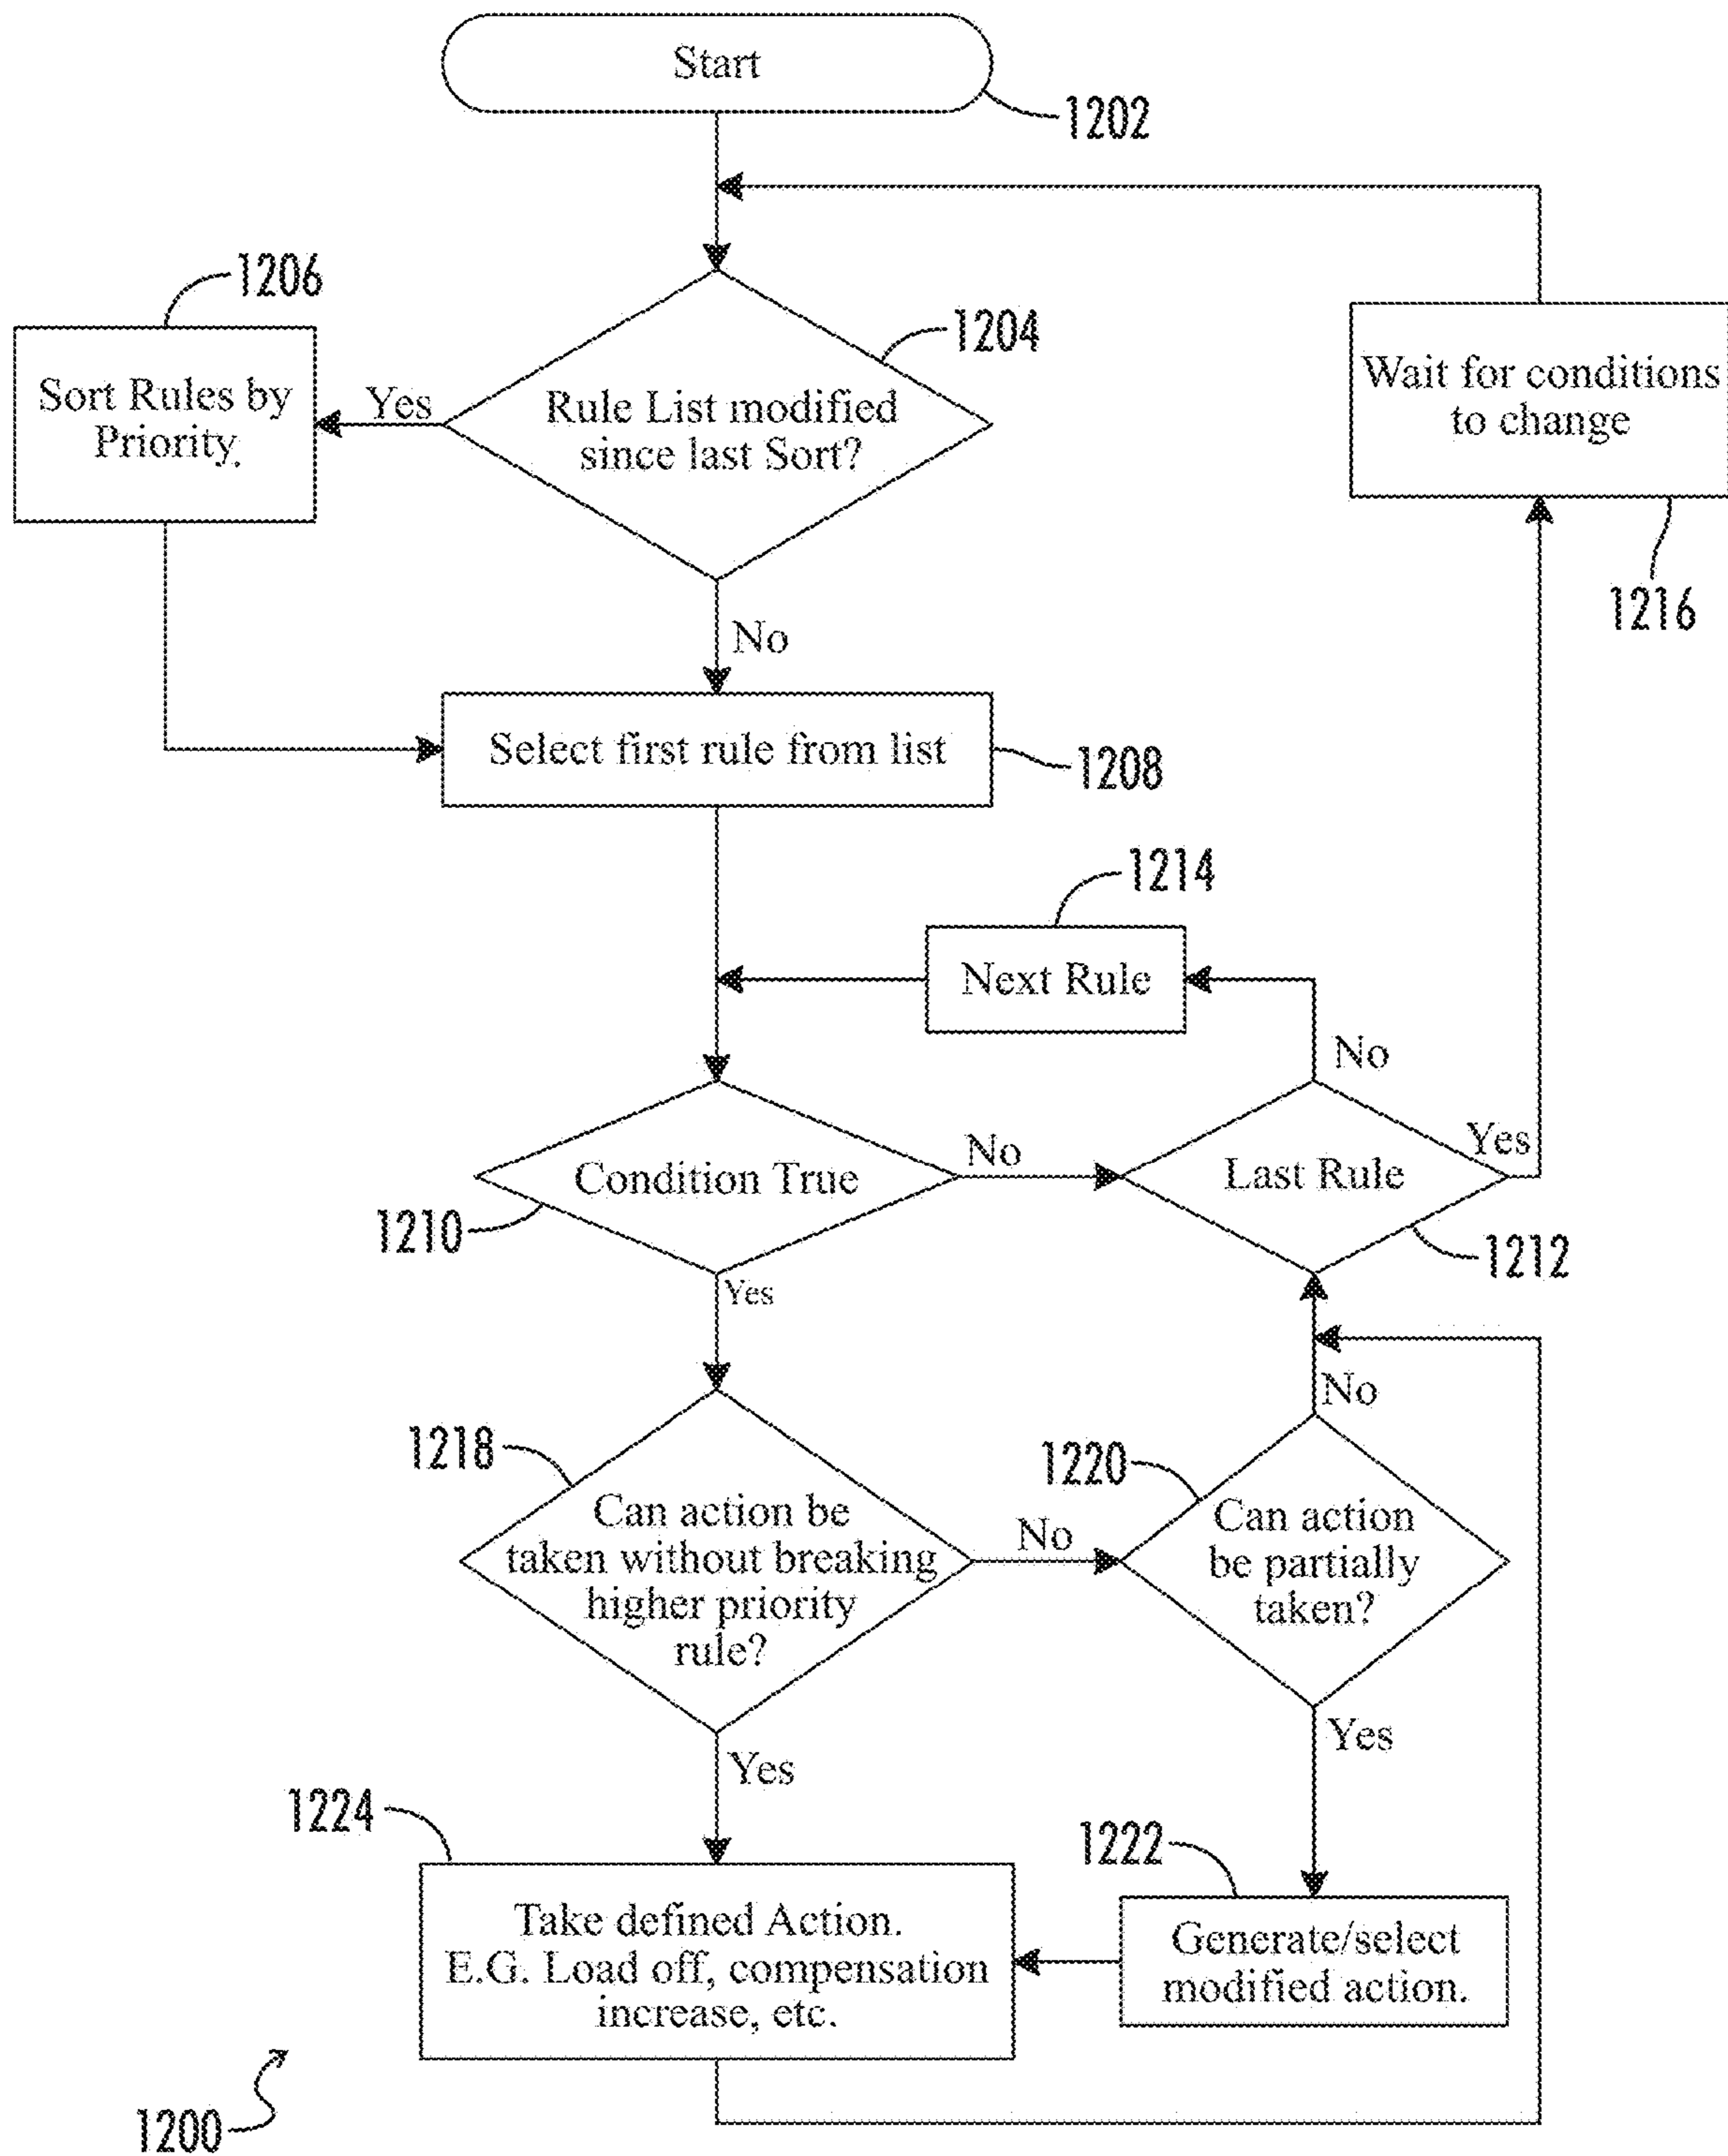 Start
1202
1206
1204
Sort Rules by
Priority.
Yes
Rule List modified
since last Sort?
Wait for conditions
to change
1216
No
Select first rule from list
1208
1214
Next Rule
No
Condition True
No
Last Rule
Yes
1210
1212
Yes
No
1218
1220
Can action be
taken without breaking
higher priority
rule?
No
Can action
be partially
taken?
Yes
Yes
1224
1222
Take defined Action.
E.G. Load off, compensation
increase, etc.
Generate/select
modified action.
1200